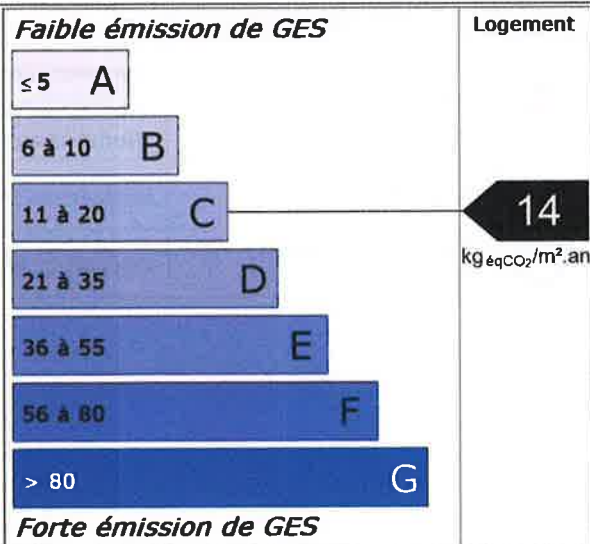 Faible émission de GES
Logement
≤ 5 A
6 à 10 B
11 à 20 C
14
kg éqCO₂/m².an
21 à 35 D
36 à 55 E
56 à 80 F
> 80 G
Forte émission de GES